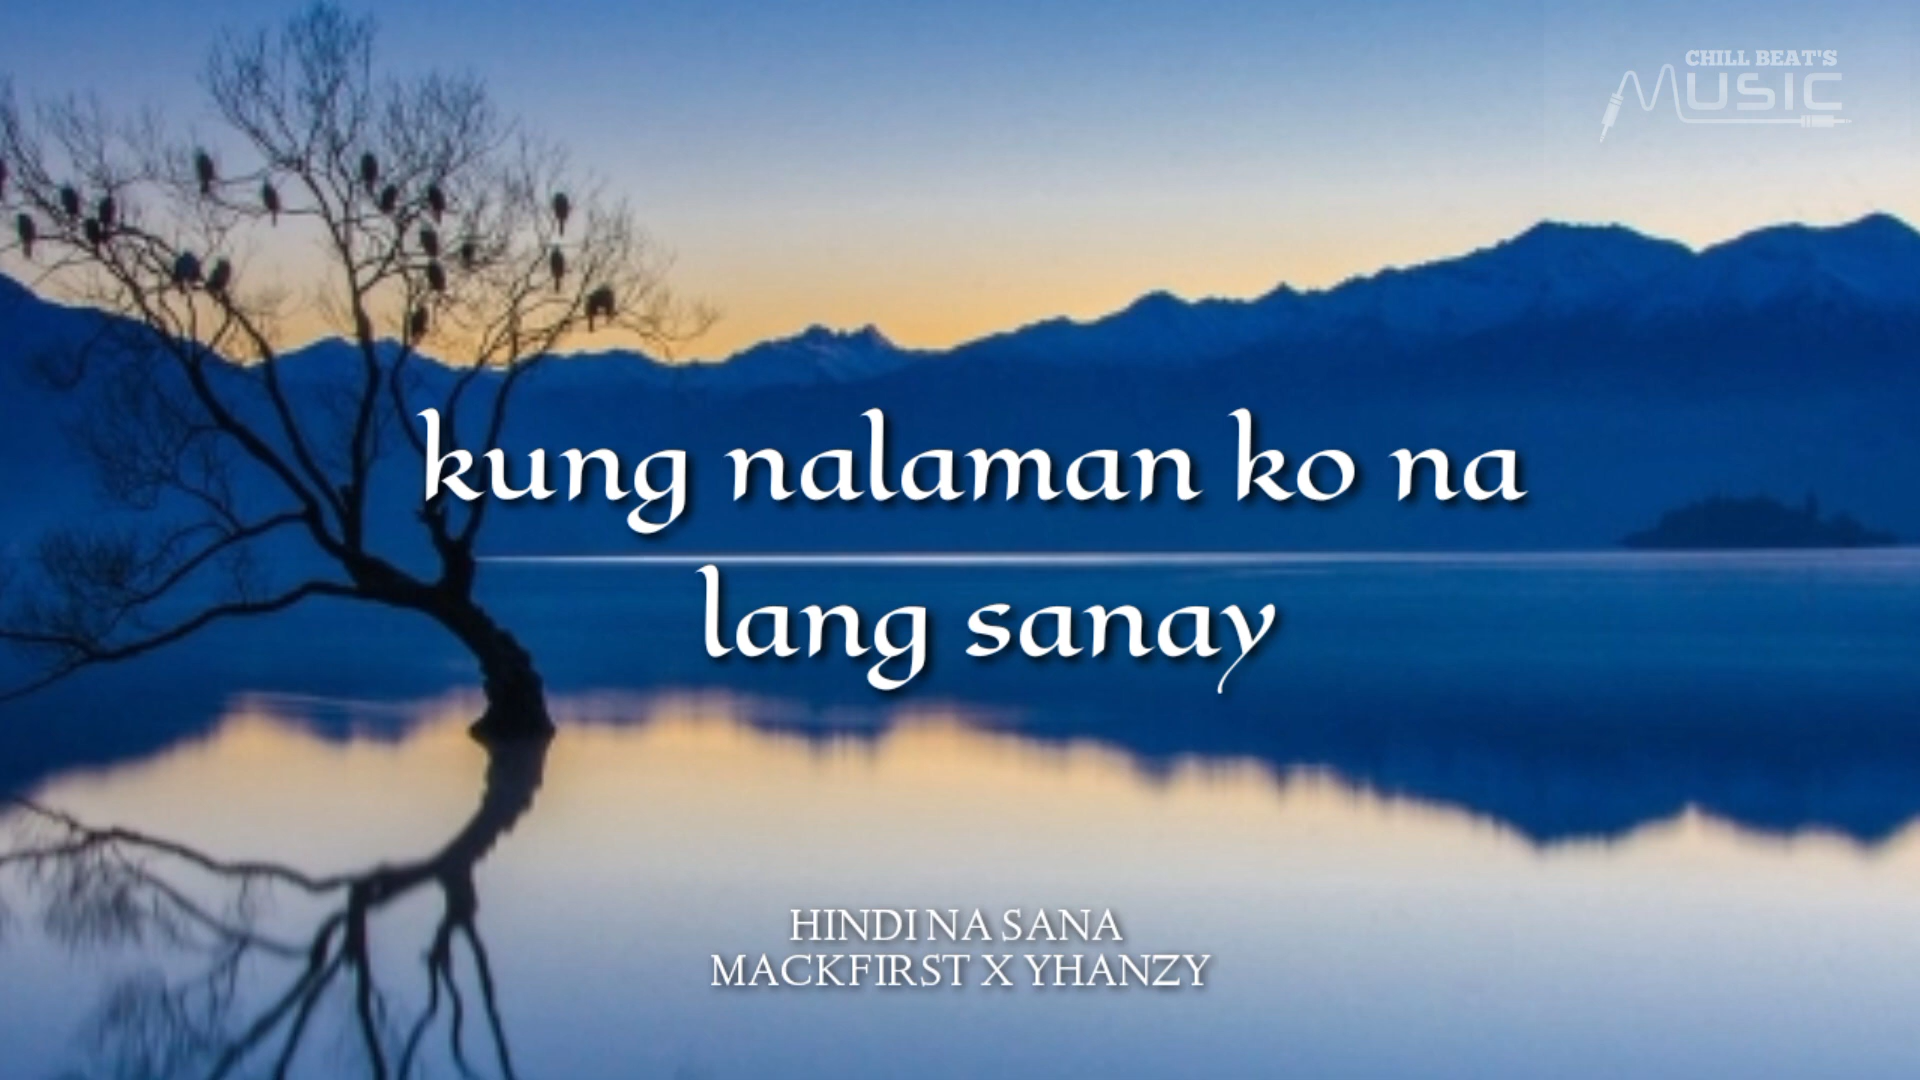 CHILL BEAT'S
MUSIC
kung nalaman ko na
lang sanay
HINDI NA SANA
MACKFIRST X YHANZY